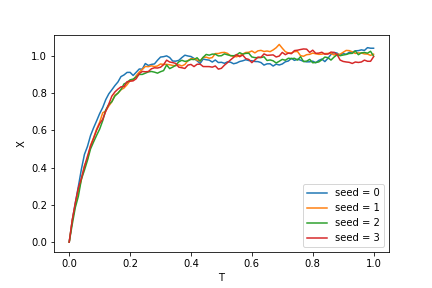 X
1.0
0.8
0.6
0.4
0.2
0.0
0.0 0.2 0.4 0.6 0.8 1.0
T
seed = 0
seed = 1
seed = 2
seed = 3